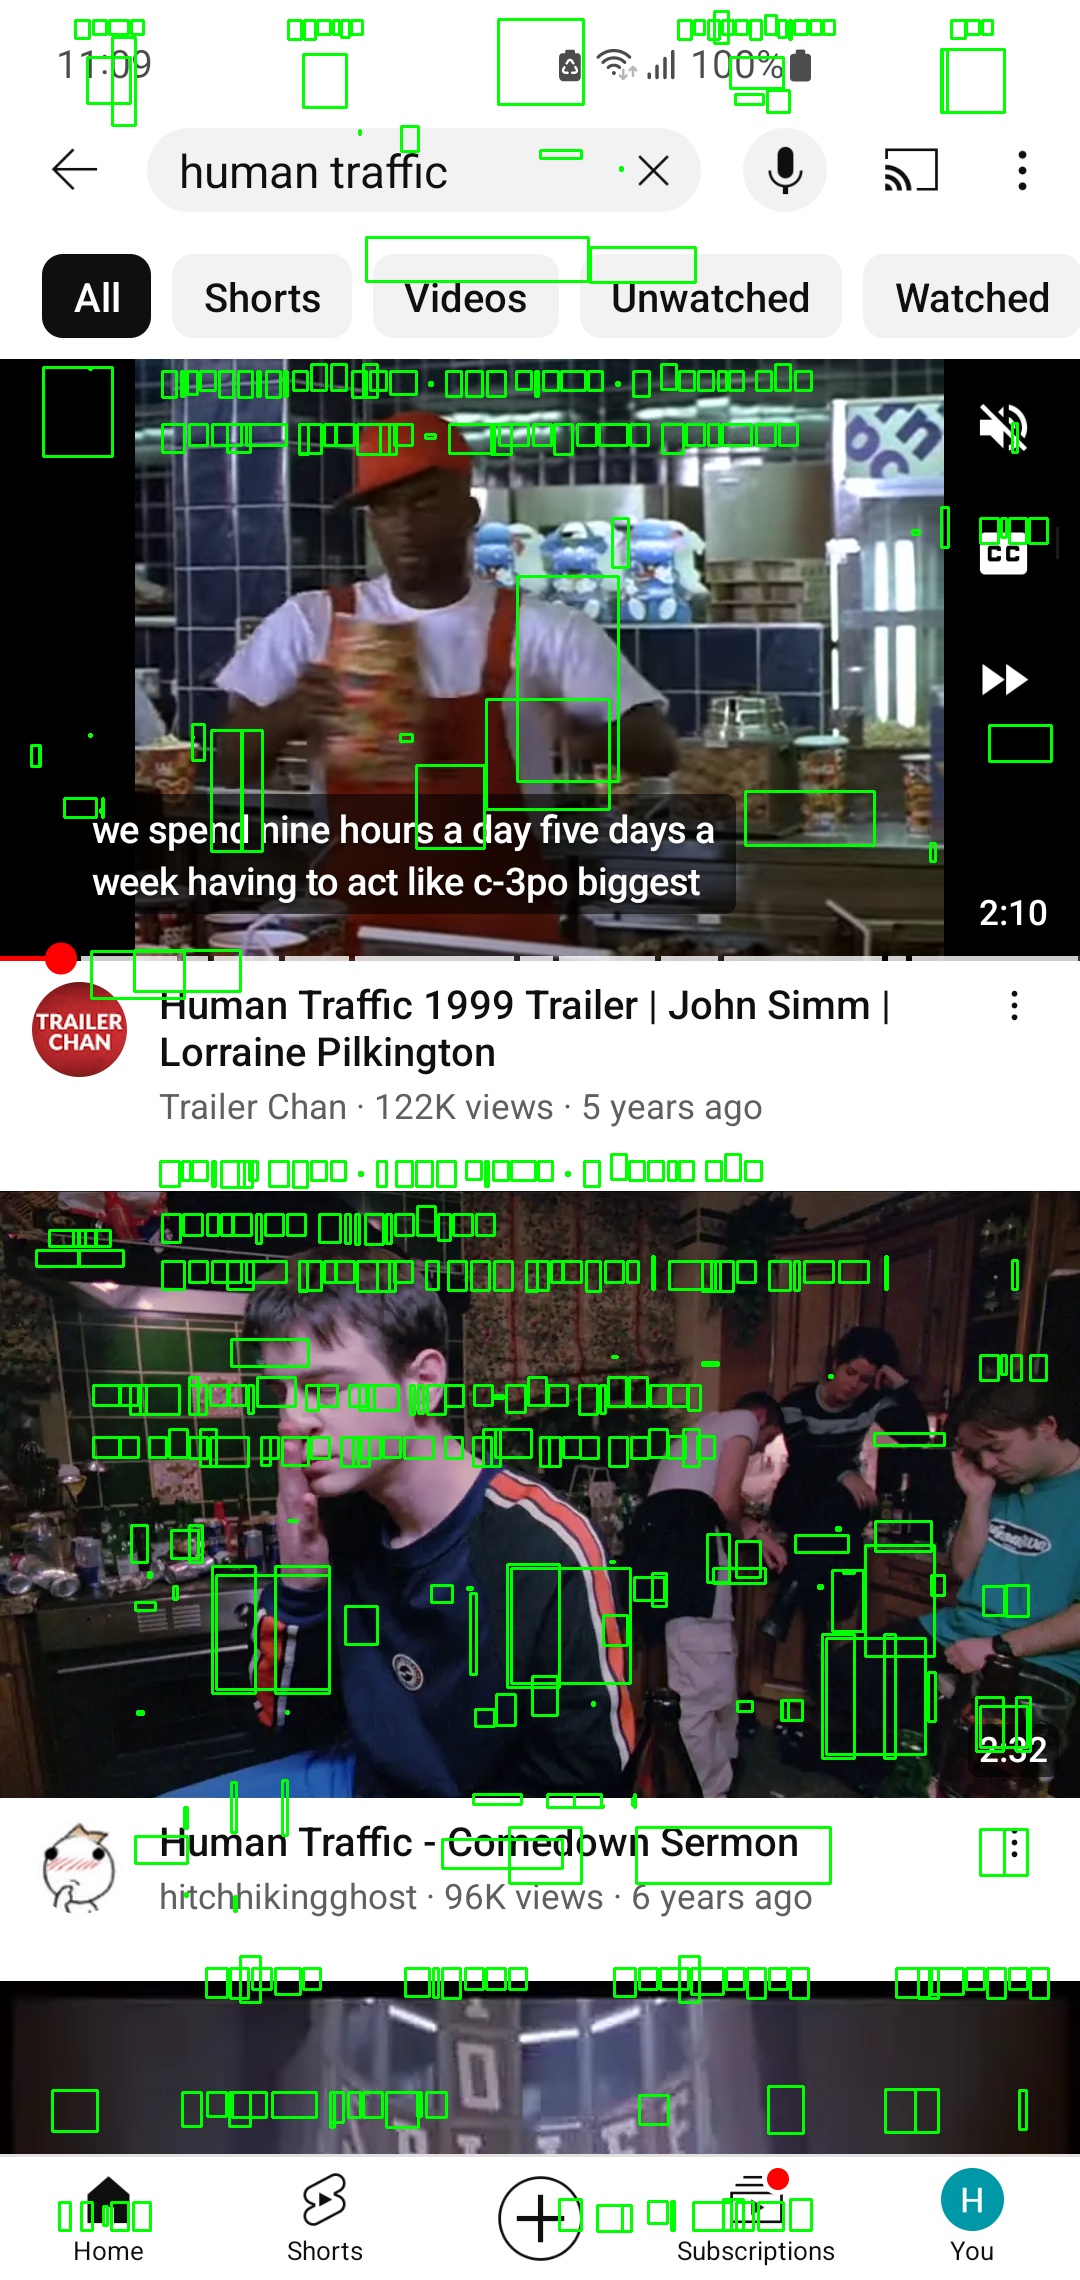 11:09
100%
human traffic
All
Shorts
Videos
Unwatched
Watched
CC
we spend nine hours a day five days a
week having to act like c-3po biggest
2:10
TRAILER
CHAN
Human Traffic 1999 Trailer | John Simm |
Lorraine Pilkington
Trailer Chan · 122K views · 5 years ago
2:32
Human Traffic - Comedown Sermon
hitchhikingghost · 96K views · 6 years ago
Home
Shorts
Subscriptions
H
You